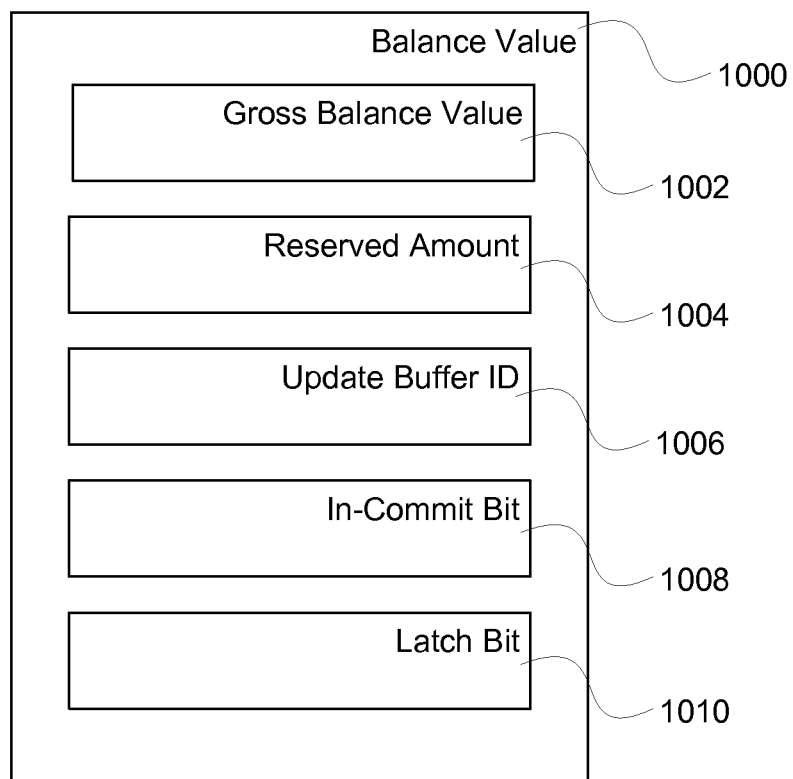 Balance Value
1000
Gross Balance Value
1002
Reserved Amount
1004
Update Buffer ID
1006
In-Commit Bit
1008
Latch Bit
1010